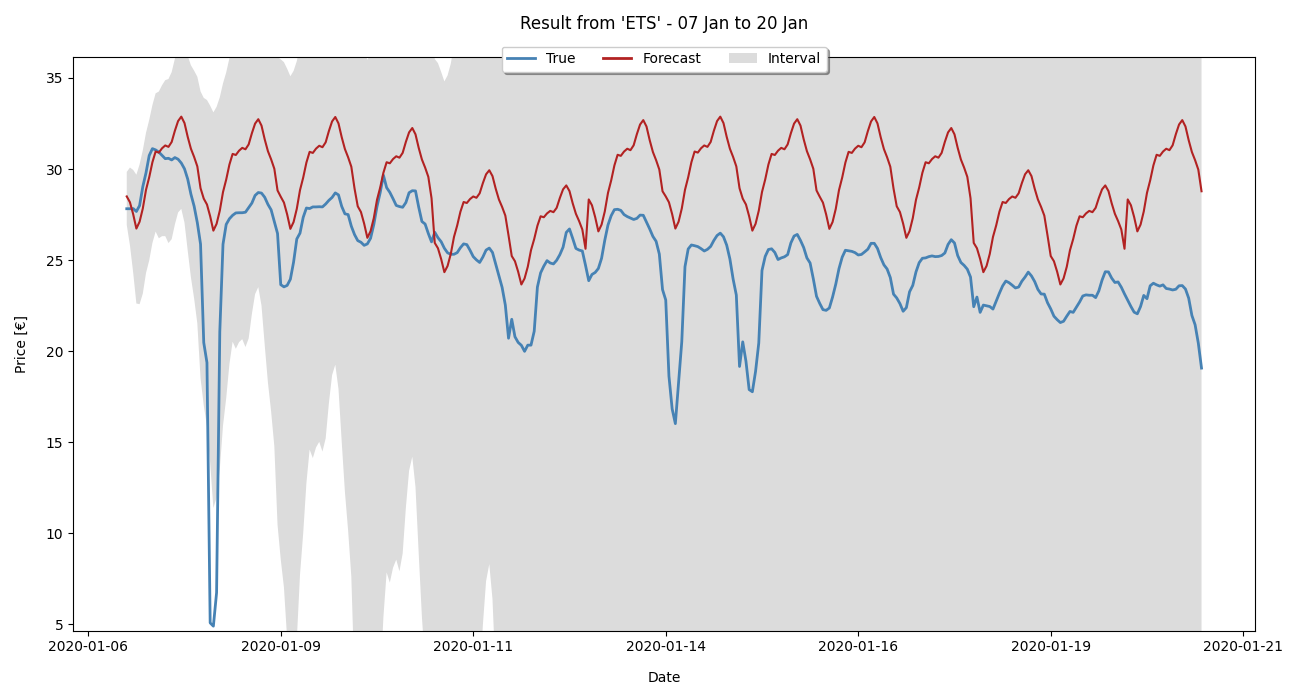 Result from 'ETS' - 07 Jan to 20 Jan
True Forecast Interval
35
30
25
20
15
10
5
Price [€]
2020-01-06 2020-01-09 2020-01-11 2020-01-14 2020-01-16 2020-01-19 2020-01-21
Date